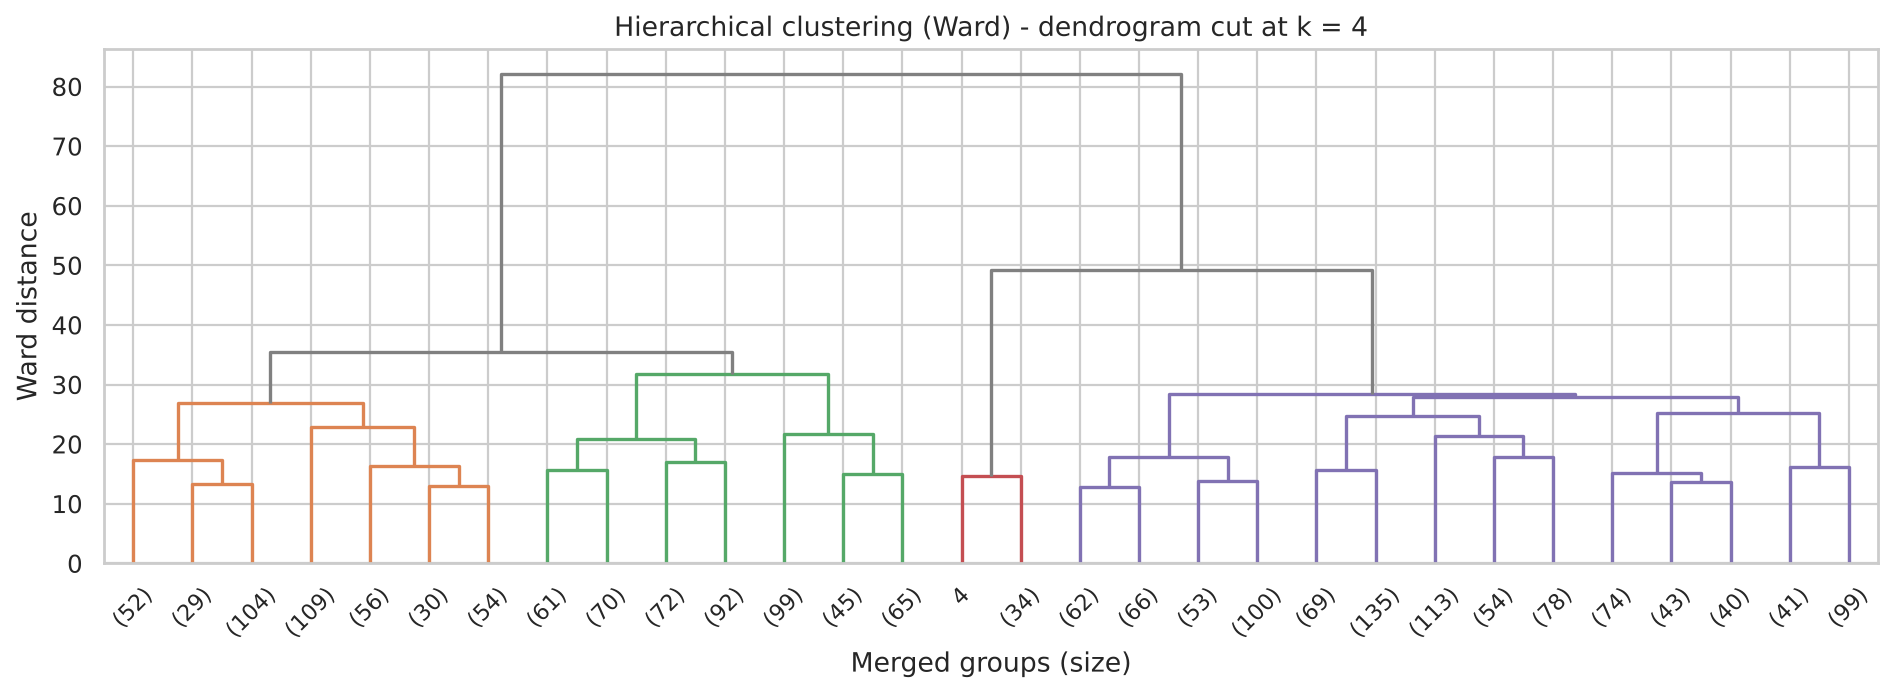 Hierarchical clustering (Ward) - dendrogram cut at k = 4
Ward distance
80
70
60
50
40
30
20
10
0
(52) (29) (104) (109) (56) (30) (54) (61) (70) (72) (92) (99) (45) (65) 4 (34) (62) (66) (53) (100) (69) (135) (113) (54) (78) (74) (43) (40) (41) (99)
Merged groups (size)